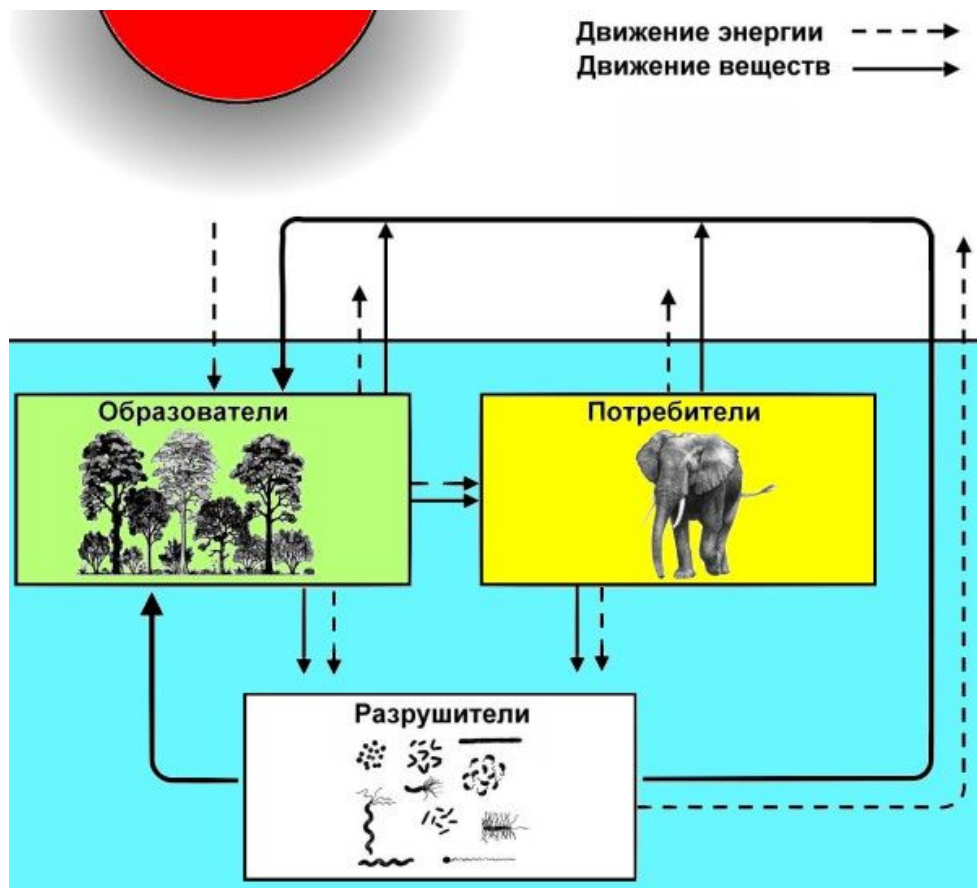 Движение энергии
Движение веществ
Образователи
Потребители
Разрушители